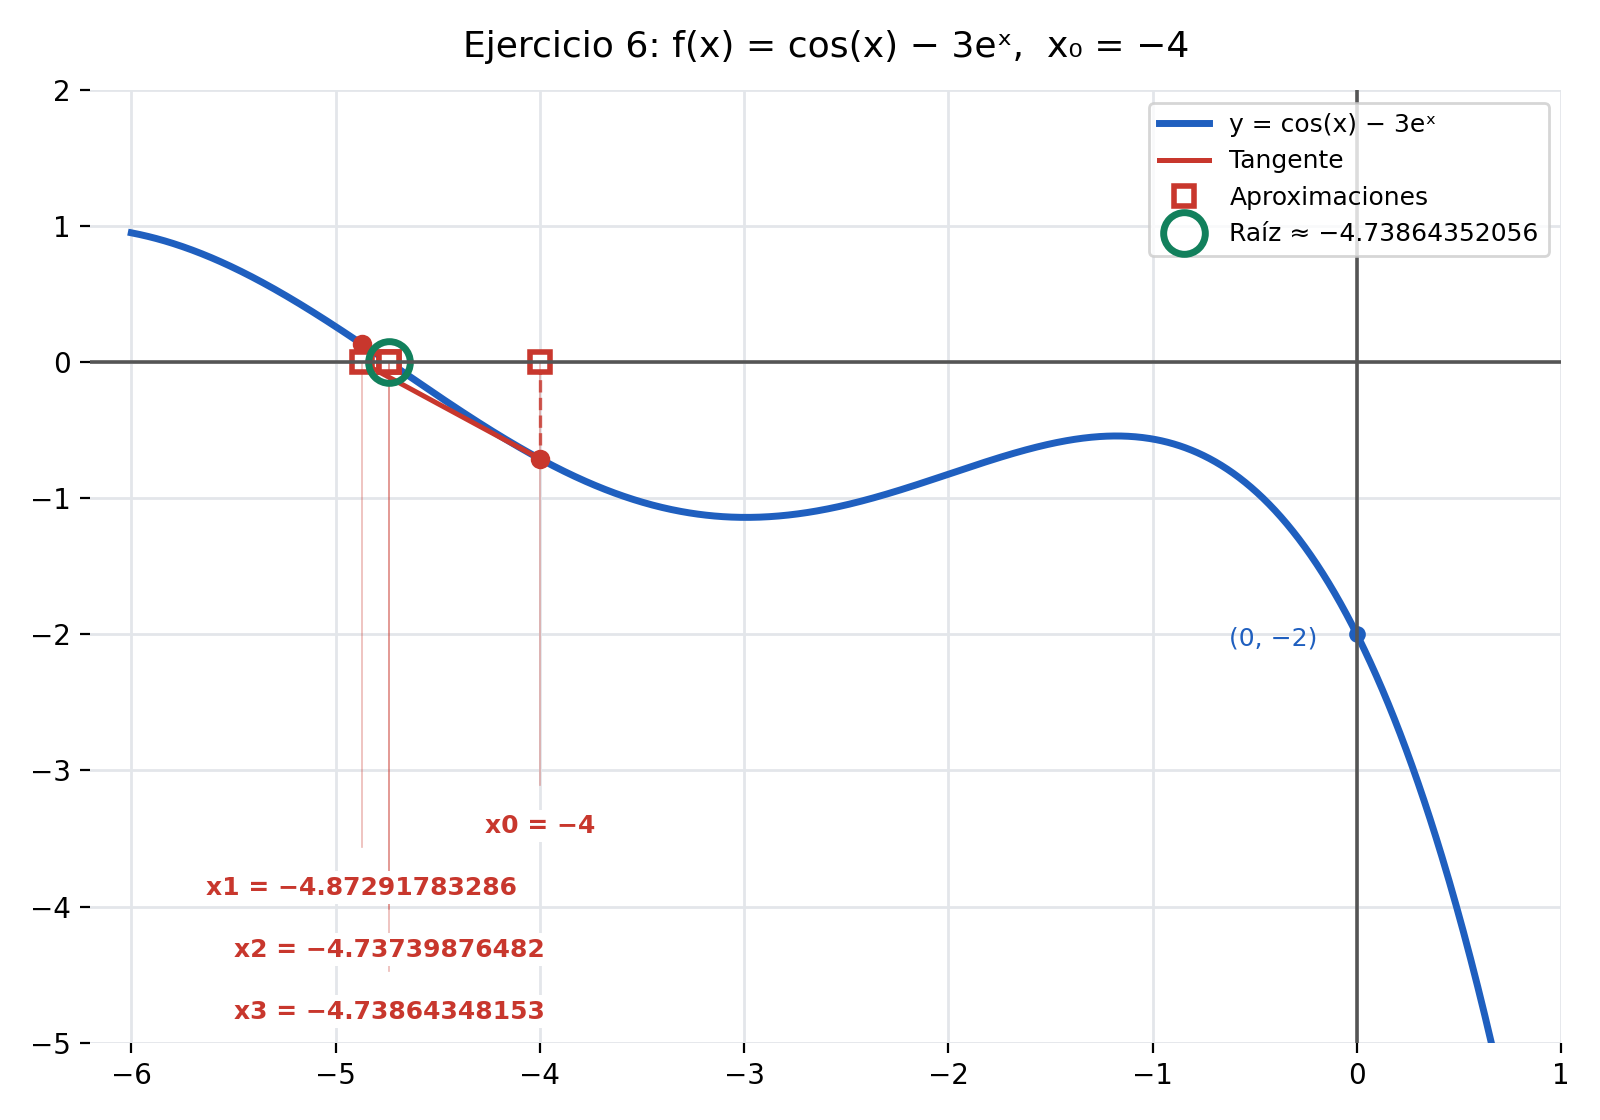 Ejercicio 6: f(x) = cos(x) − 3eˣ,  x₀ = −4
2
1
0
−1
−2
−3
−4
−5
y = cos(x) − 3eˣ
Tangente
Aproximaciones
Raíz ≈ −4.73864352056
(0, −2)
x0 = −4
x1 = −4.87291783286
x2 = −4.73739876482
x3 = −4.73864348153
−6
−5
−4
−3
−2
−1
0
1